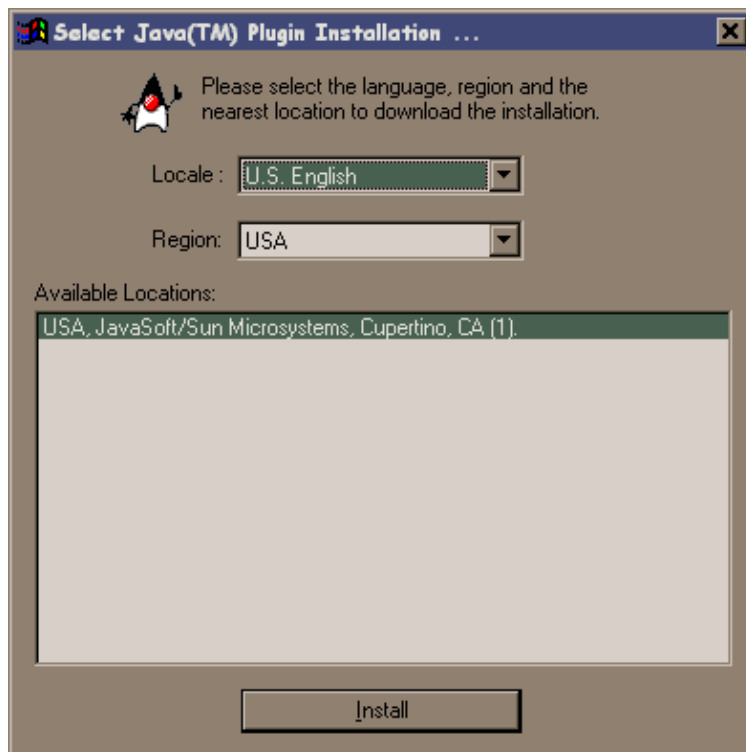 Select Java(TM) Plugin Installation ...
Please select the language, region and the
nearest location to download the installation.
Locale :
U.S. English
Region:
USA
Available Locations:
USA, JavaSoft/Sun Microsystems, Cupertino, CA (1).
Install